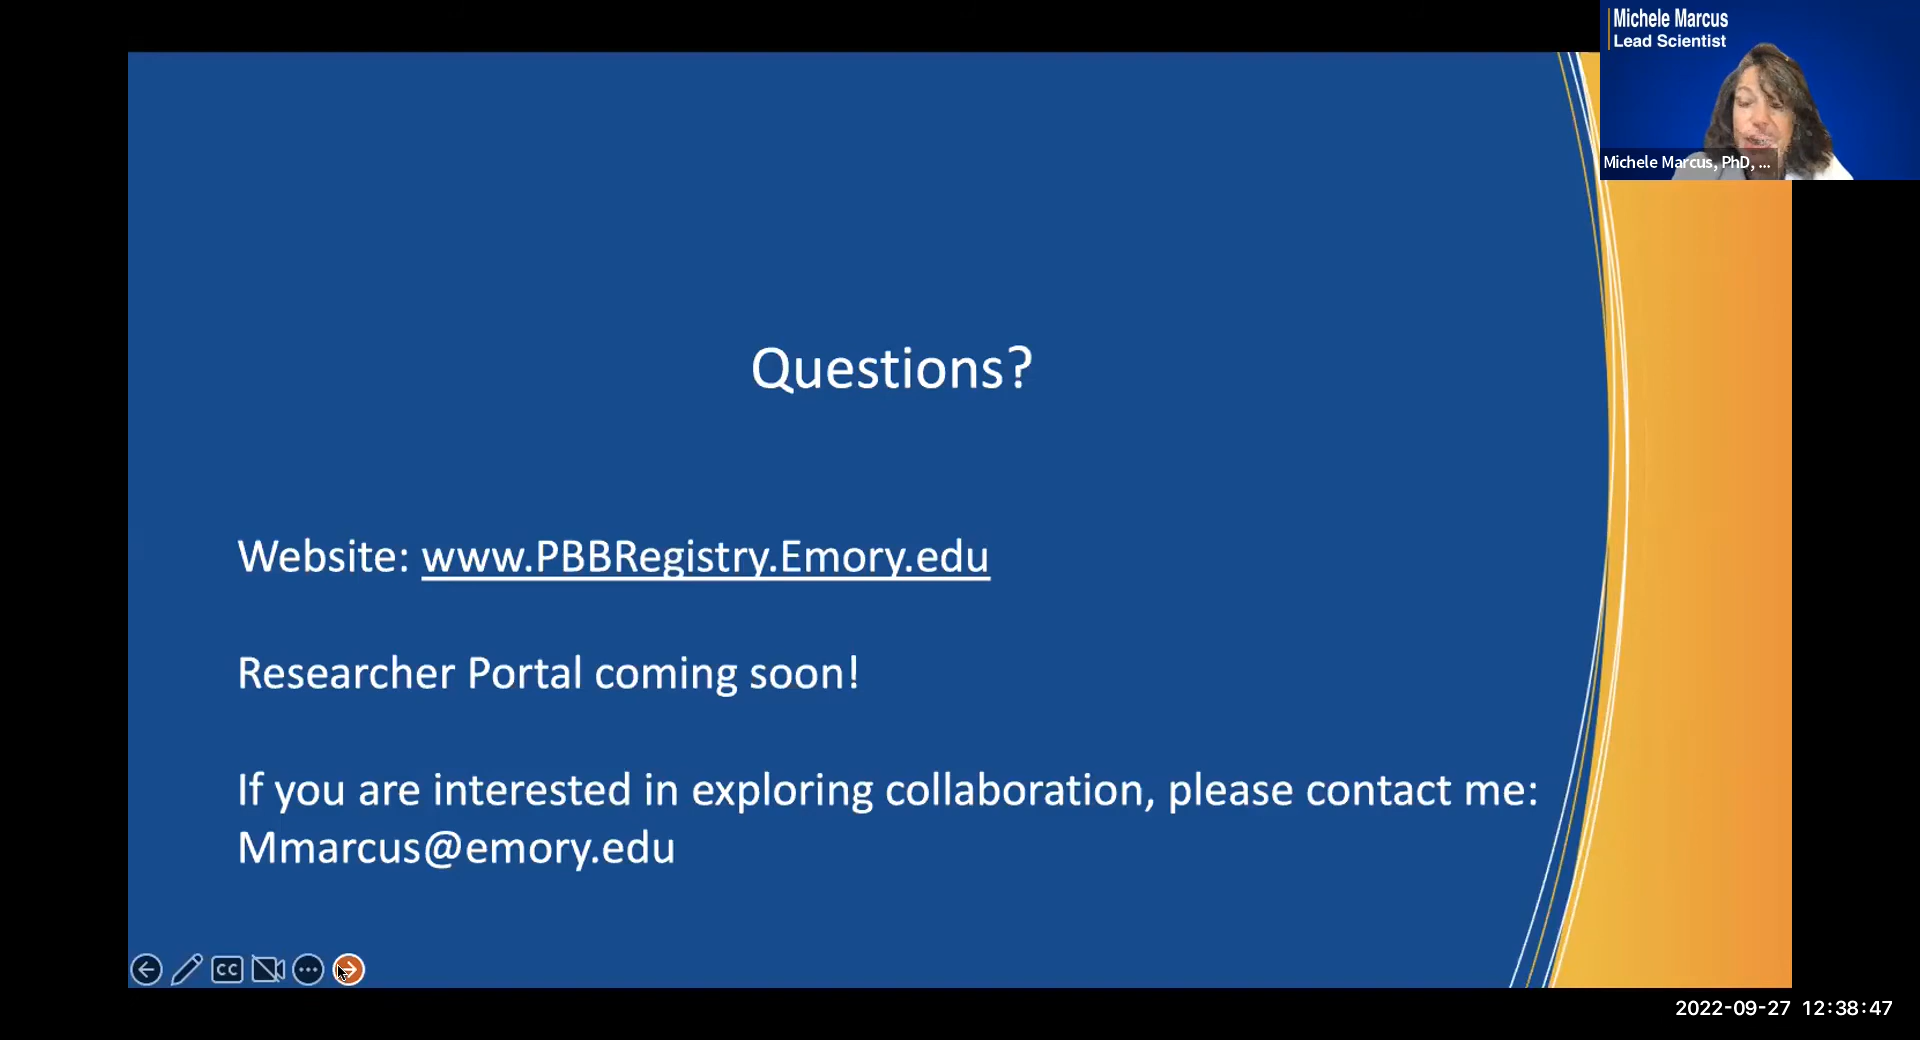 Michele Marcus
Lead Scientist
Michele Marcus, PhD, ...
Questions?
Website: www.PBBRegistry.Emory.edu
Researcher Portal coming soon!
If you are interested in exploring collaboration, please contact me:
Mmarcus@emory.edu
CC
2022-09-27 12:38:47